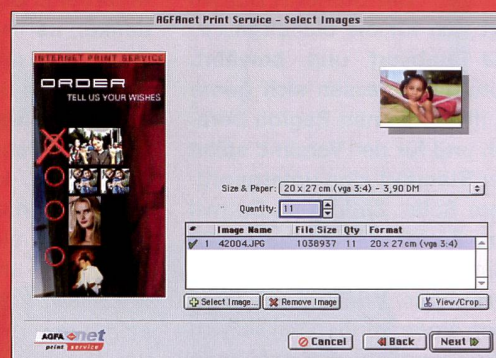 AGFAnet Print Service – Select Images
INTERNET PRINT SERVICE
ORDER
TELL US YOUR WISHES
Size & Paper: 20 x 27 cm (vga 3:4) – 3,90 DM
Quantity: 11
# Image Name File Size Qty Format
1 42004.JPG 1038937 11 20 x 27 cm (vga 3:4)
Select Image... Remove Image View/Crop...
AGFA net
print service
Cancel Back Next